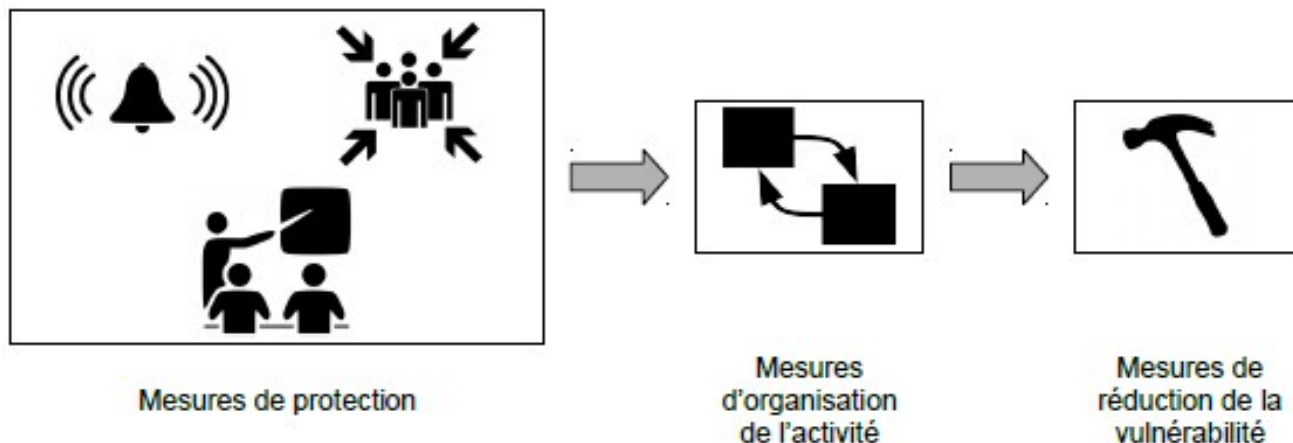 Mesures de protection
Mesures
d'organisation
de l'activité
Mesures de
réduction de la
vulnérabilité